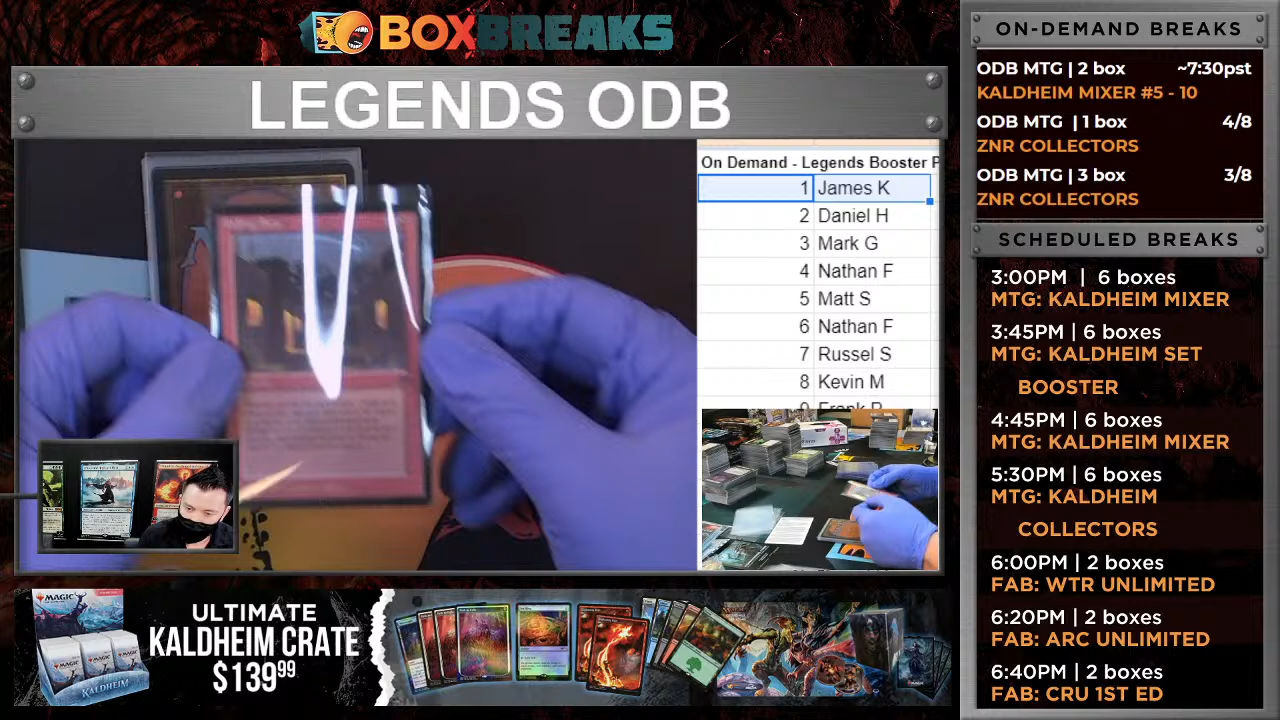 BOXBREAKS
LEGENDS ODB
On Demand - Legends Booster P
1 James K
2 Daniel H
3 Mark G
4 Nathan F
5 Matt S
6 Nathan F
7 Russel S
8 Kevin M
ON-DEMAND BREAKS
ODB MTG | 2 box ~7:30pst
KALDHEIM MIXER #5 - 10
ODB MTG | 1 box 4/8
ZNR COLLECTORS
ODB MTG | 3 box 3/8
ZNR COLLECTORS
SCHEDULED BREAKS
3:00PM | 6 boxes
MTG: KALDHEIM MIXER
3:45PM | 6 boxes
MTG: KALDHEIM SET
BOOSTER
4:45PM | 6 boxes
MTG: KALDHEIM MIXER
5:30PM | 6 boxes
MTG: KALDHEIM
COLLECTORS
6:00PM | 2 boxes
FAB: WTR UNLIMITED
6:20PM | 2 boxes
FAB: ARC UNLIMITED
6:40PM | 2 boxes
FAB: CRU 1ST ED
MAGIC
KALDHEIM
ULTIMATE
KALDHEIM CRATE
$139.99